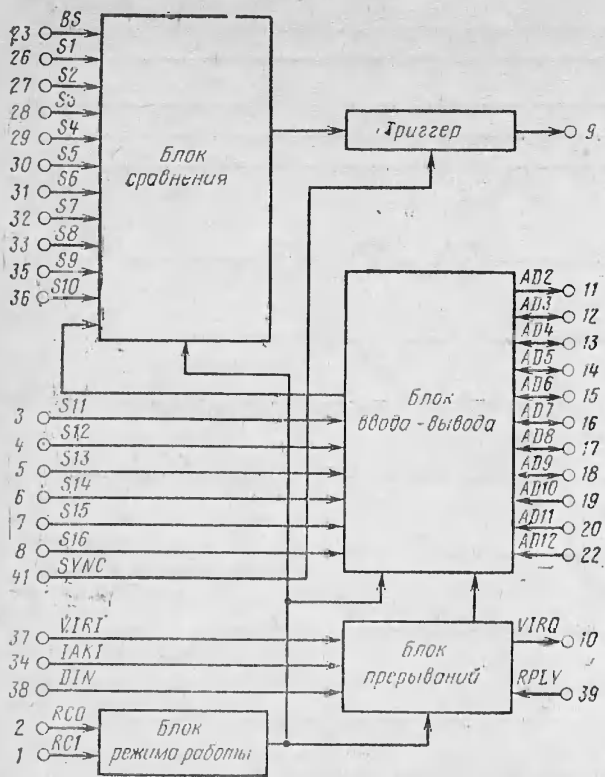 23 BS
26 S1
27 S2
28 S3
29 S4
30 S5
31 S6
32 S7
33 S8
35 S9
36 S10
Блок
сравнения
Триггер
9
3 S11
4 S12
5 S13
6 S14
7 S15
8 S16
41 SYNC
Блок
ввода-вывода
AD2 11
AD3 12
AD4 13
AD5 14
AD6 15
AD7 16
AD8 17
AD9 18
AD10 19
AD11 20
AD12 22
37 VIRI
34 IAKI
38 DIN
Блок
прерываний
VIRQ 10
RPLY 39
2 RC0
1 RC1
Блок
режима работы